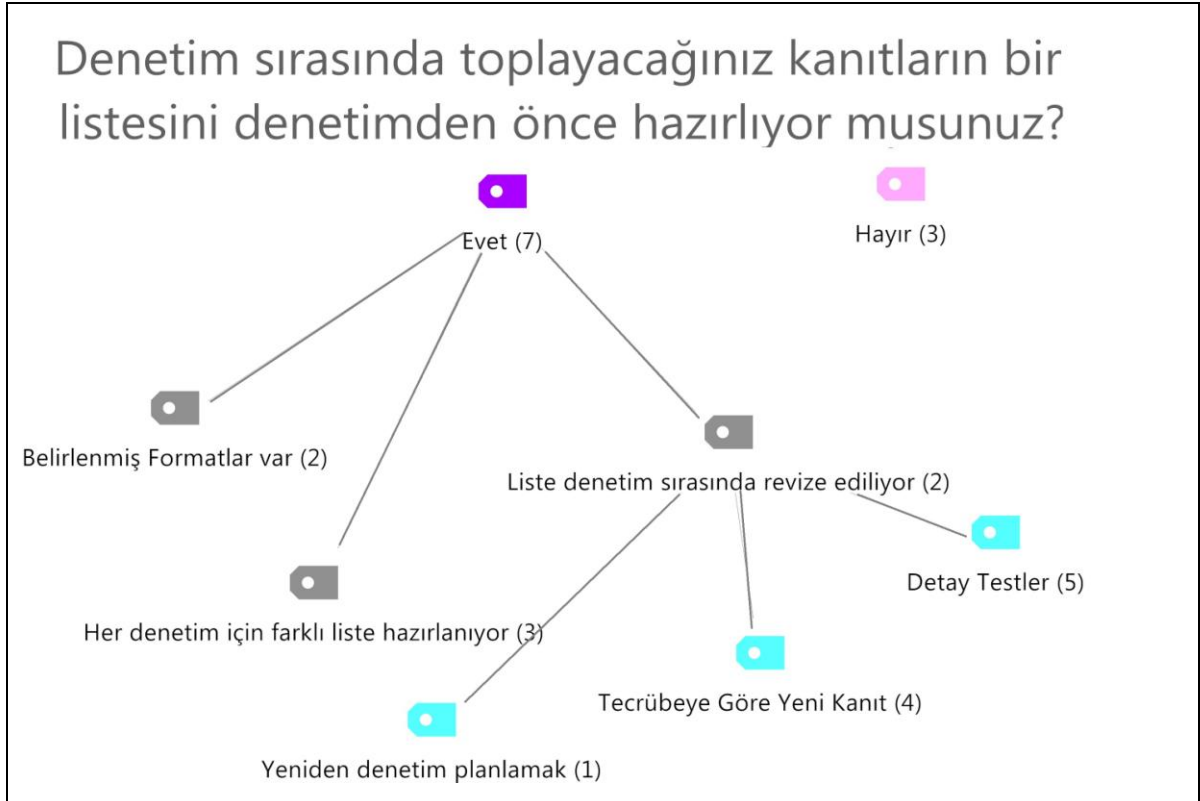 Denetim sırasında toplayacağınız kanıtların bir
listesini denetimden önce hazırlıyor musunuz?
Evet (7)
Hayır (3)
Belirlenmiş Formatlar var (2)
Liste denetim sırasında revize ediliyor (2)
Detay Testler (5)
Her denetim için farklı liste hazırlanıyor (3)
Tecrübeye Göre Yeni Kanıt (4)
Yeniden denetim planlamak (1)